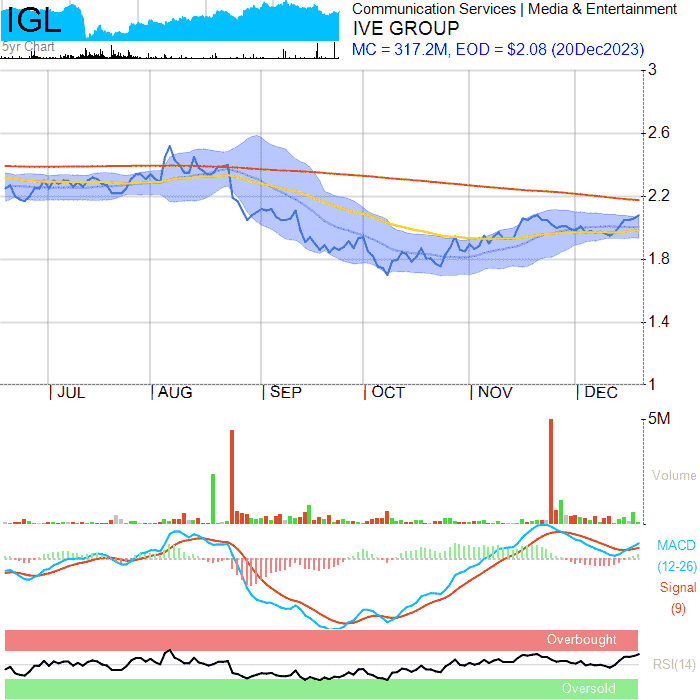 IGL
5yr Chart
Communication Services | Media & Entertainment
IVE GROUP
MC = 317.2M, EOD = $2.08 (20Dec2023)
3
2.6
2.2
1.8
1.4
1
JUL
AUG
SEP
OCT
NOV
DEC
5M
Volume
MACD
(12-26)
Signal
(9)
Overbought
RSI(14)
Oversold